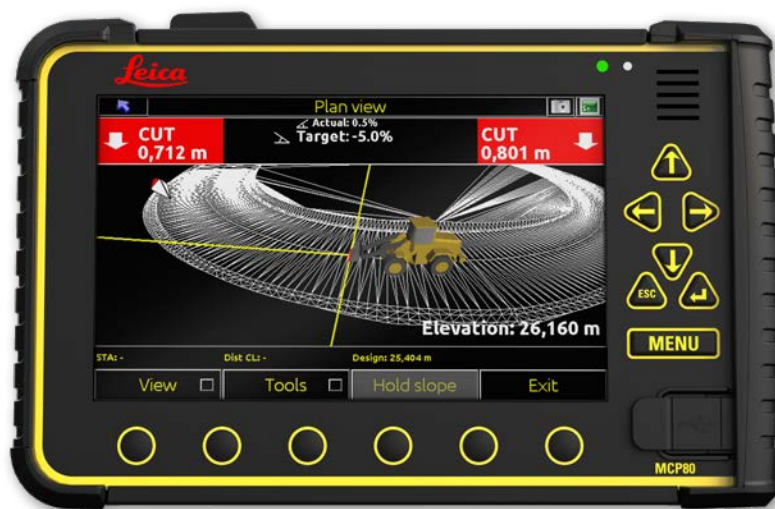 Leica
Plan view
CUT
0,712 m
Actual: 0.5%
Target: -5.0%
CUT
0,801 m
Elevation: 26,160 m
STA: -
Dist CL: -
Design: 25,404 m
View
Tools
Hold slope
Exit
ESC
MENU
MCP80